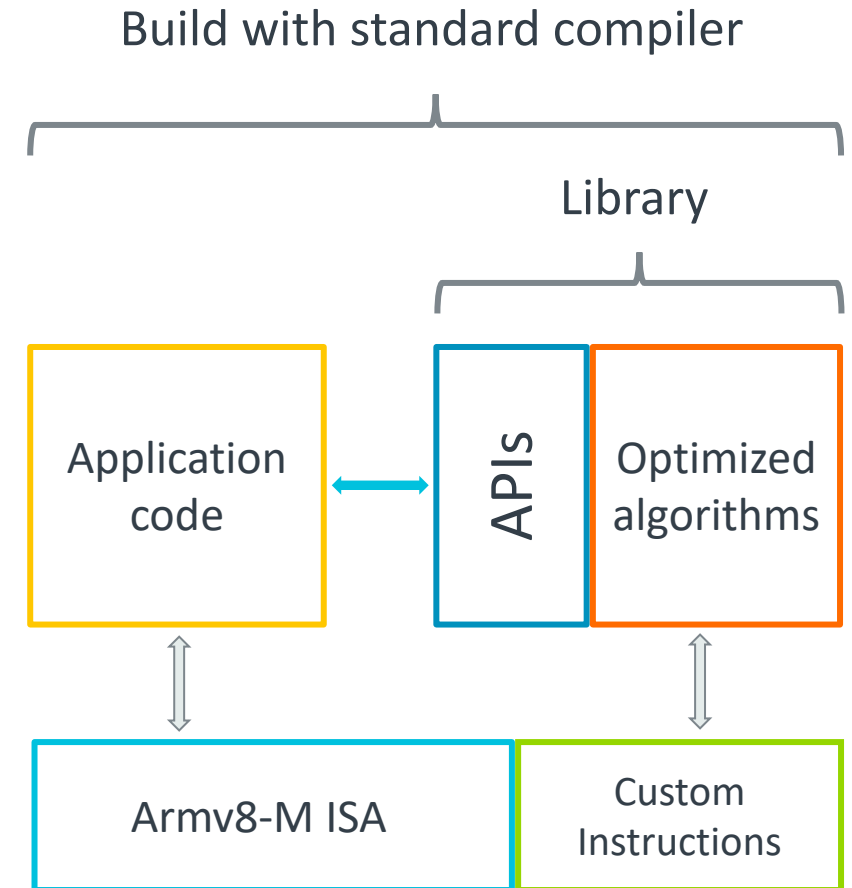 Build with standard compiler
Library
Application
code
APIs
Optimized
algorithms
Armv8-M ISA
Custom
Instructions